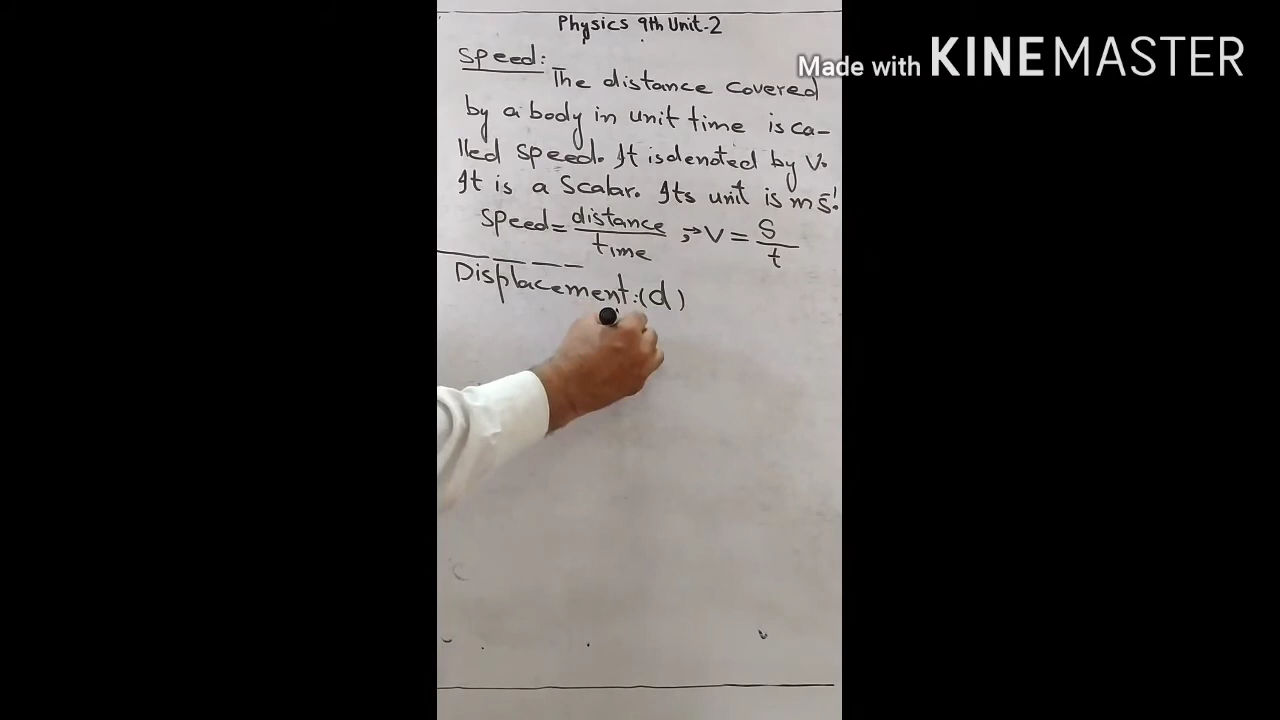 Physics 9th Unit-2
Made with KINEMASTER
Speed:
The distance covered
by a body in unit time is ca-
lled speed. It is denoted by V.
It is a Scalar. Its unit is ms⁻¹.
Speed = distance/time ; → V = S/t
Displacement:(d)